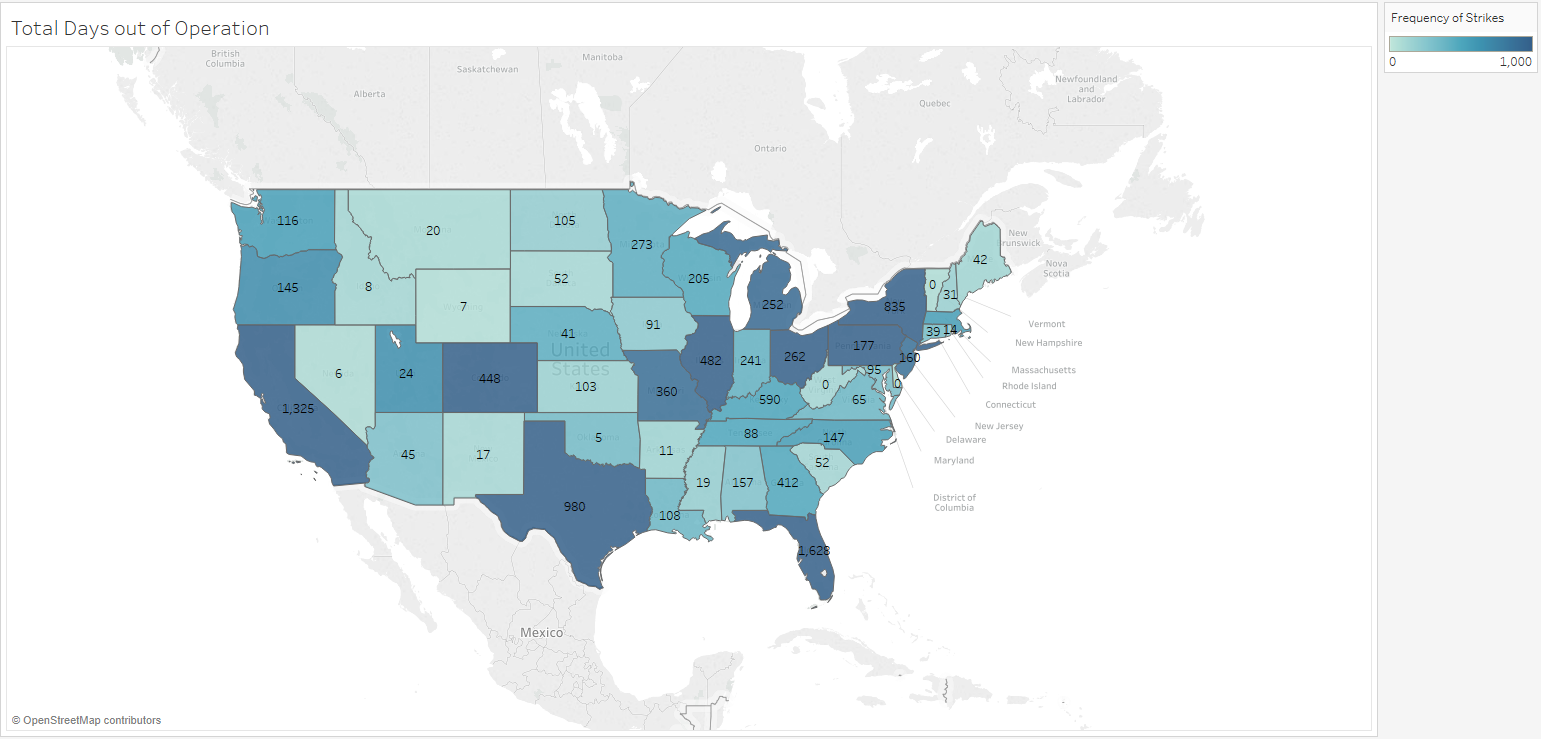 Total Days out of Operation
Frequency of Strikes
0
1,000
British
Columbia
Alberta
Saskatchewan
Manitoba
Ontario
Quebec
Newfoundland
and
Labrador
New
Brunswick
Nova
Scotia
116
20
105
273
42
145
8
7
52
205
252
835
0
31
91
39
14
1,325
6
24
448
41
United
States
103
482
241
262
177
160
360
590
0
95
0
65
45
17
5
11
88
147
52
980
108
19
157
412
1,628
Vermont
New Hampshire
Massachusetts
Rhode Island
Connecticut
New Jersey
Delaware
Maryland
District of
Columbia
Mexico
© OpenStreetMap contributors